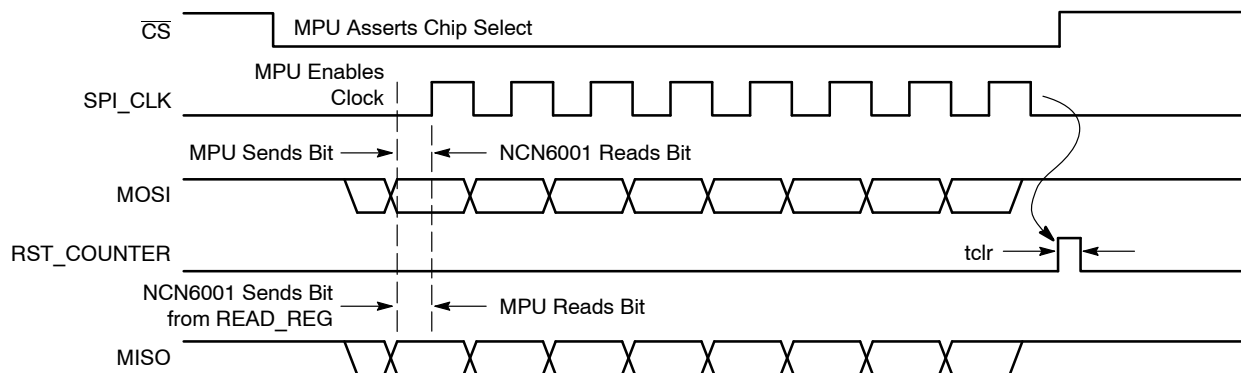 CS
MPU Asserts Chip Select
MPU Enables
Clock
SPI_CLK
MPU Sends Bit
NCN6001 Reads Bit
MOSI
RST_COUNTER
tclr
NCN6001 Sends Bit
from READ_REG
MPU Reads Bit
MISO